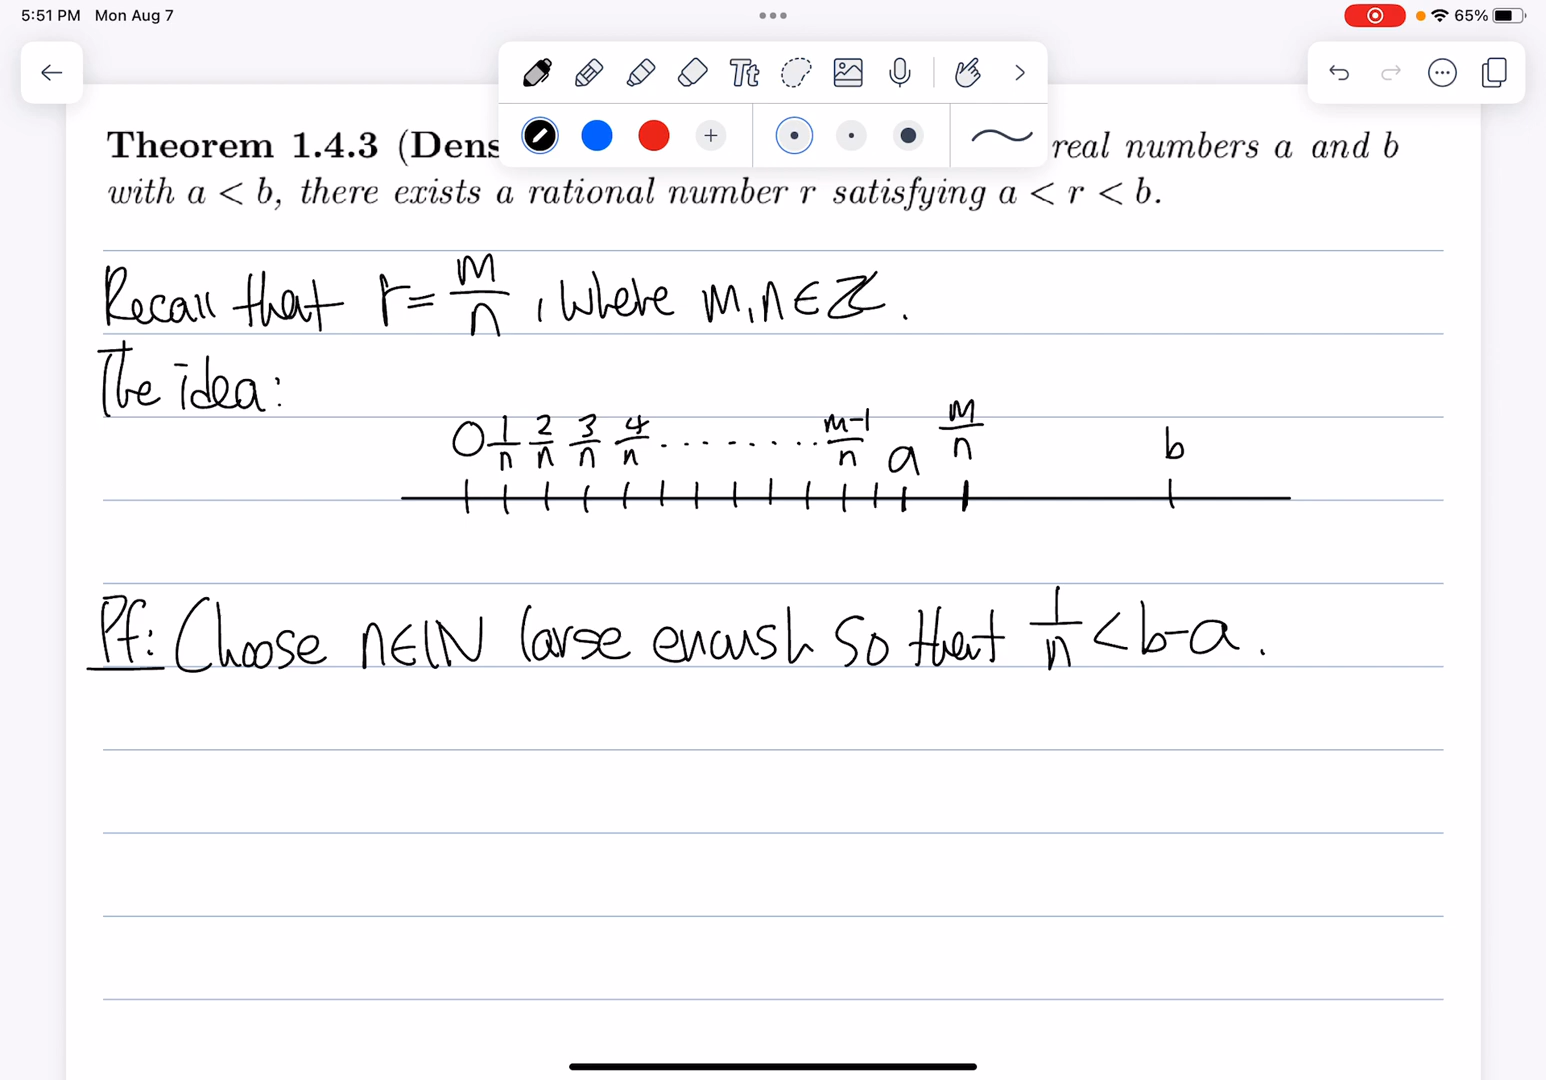 5:51 PM Mon Aug 7
65%
Tt
Theorem 1.4.3 (Dens real numbers a and b
with a < b, there exists a rational number r satisfying a < r < b.
Recall that r = m/n, where m, n ∈ ℤ.
The idea:
0 1/n 2/n 3/n 4/n ......... m-1/n a m/n b
Pf: Choose n ∈ ℕ large enough so that 1/n < b-a.